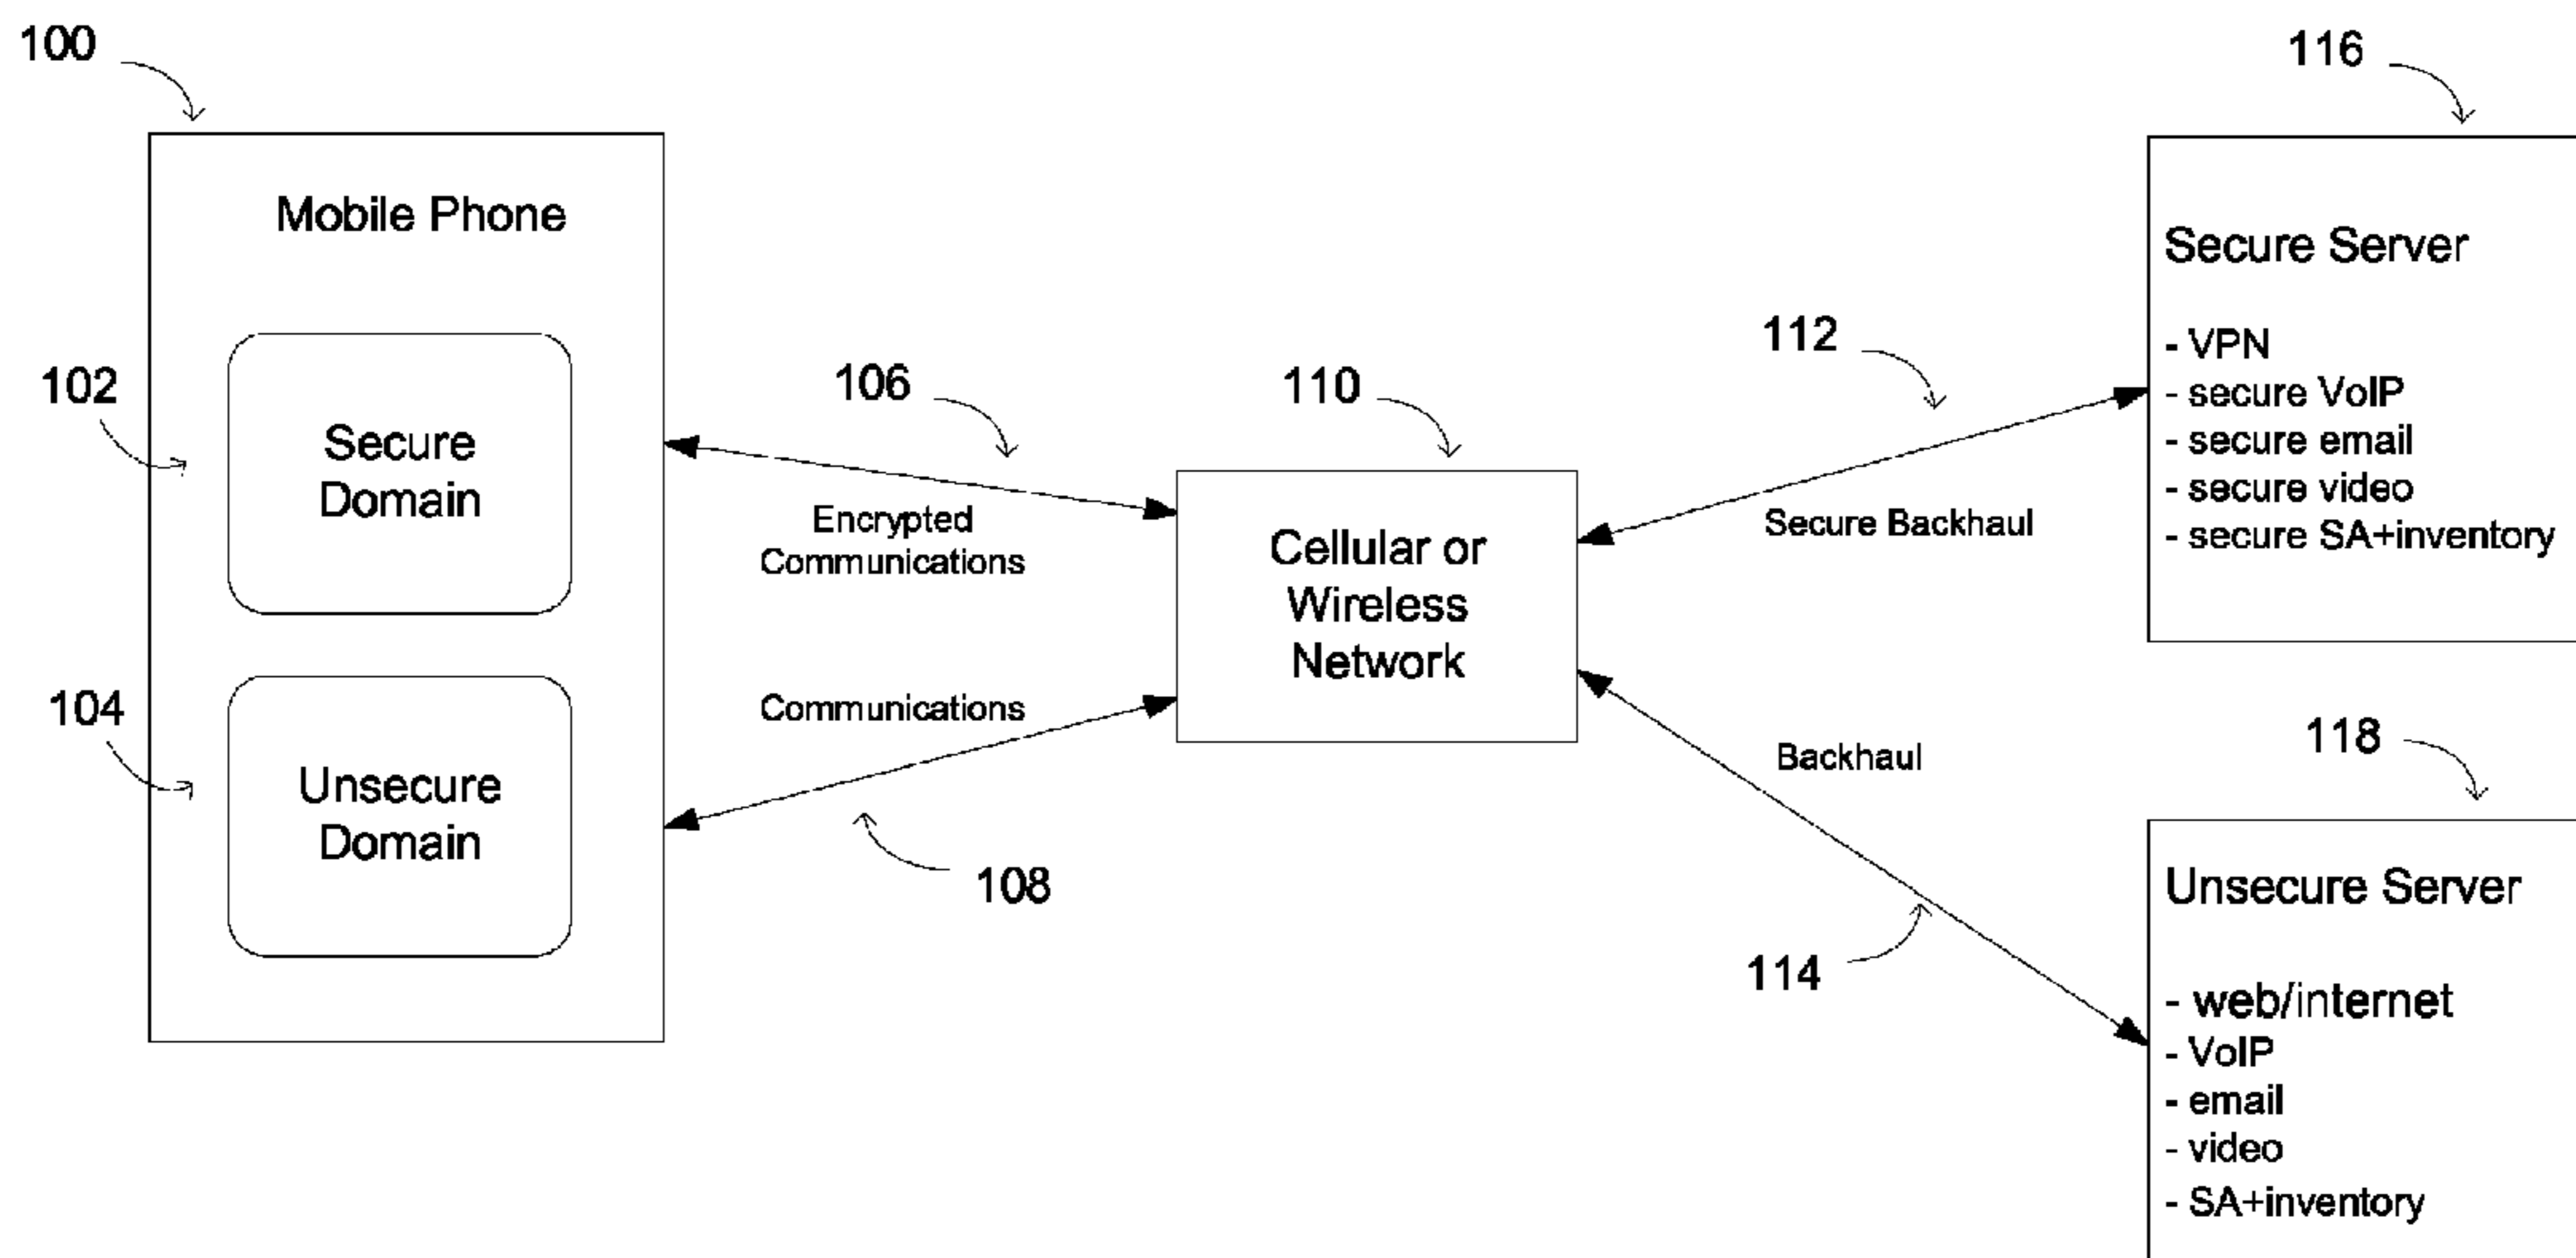 100
Mobile Phone
102
Secure
Domain
104
Unsecure
Domain
106
Encrypted
Communications
Communications
108
110
Cellular or
Wireless
Network
112
Secure Backhaul
Backhaul
114
116
Secure Server
- VPN
- secure VoIP
- secure email
- secure video
- secure SA+inventory
118
Unsecure Server
- web/internet
- VoIP
- email
- video
- SA+inventory